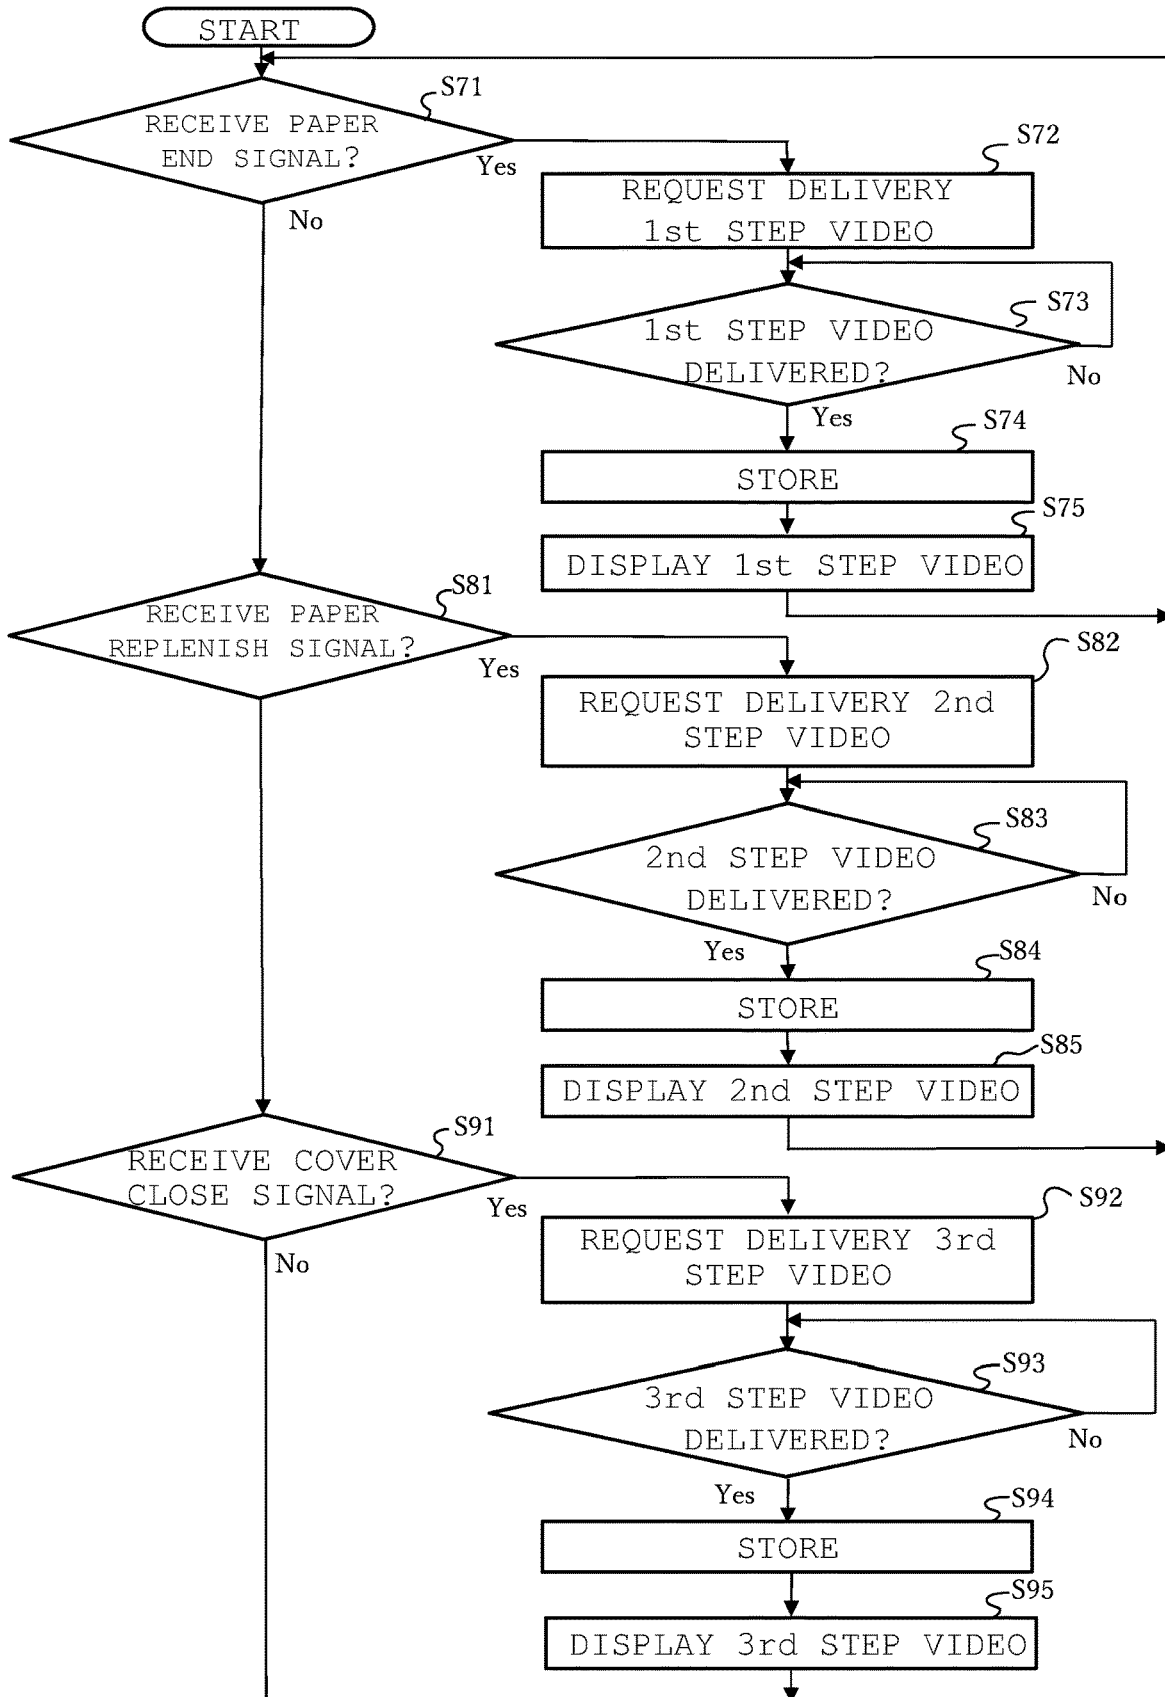 START
S71
RECEIVE PAPER
END SIGNAL?
Yes
No
S72
REQUEST DELIVERY
1st STEP VIDEO
S73
1st STEP VIDEO
DELIVERED?
No
Yes
S74
STORE
S75
DISPLAY 1st STEP VIDEO
S81
RECEIVE PAPER
REPLENISH SIGNAL?
Yes
S82
REQUEST DELIVERY 2nd
STEP VIDEO
S83
2nd STEP VIDEO
DELIVERED?
No
Yes
S84
STORE
S85
DISPLAY 2nd STEP VIDEO
S91
RECEIVE COVER
CLOSE SIGNAL?
Yes
No
S92
REQUEST DELIVERY 3rd
STEP VIDEO
S93
3rd STEP VIDEO
DELIVERED?
No
Yes
S94
STORE
S95
DISPLAY 3rd STEP VIDEO